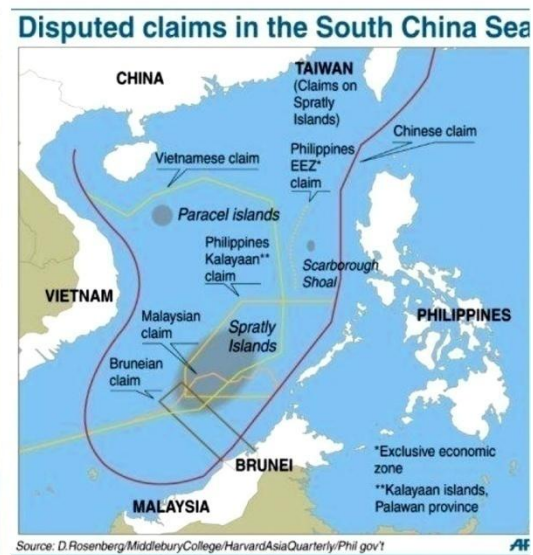 Disputed claims in the South China Sea
CHINA
TAIWAN
(Claims on
Spratly
Islands)
Chinese claim
Philippines
EEZ*
claim
Vietnamese claim
Paracel islands
Philippines
Kalayaan**
claim
Scarborough
Shoal
VIETNAM
Malaysian
claim
Spratly
Islands
PHILIPPINES
Bruneian
claim
BRUNEI
*Exclusive economic
zone
**Kalayaan islands,
Palawan province
MALAYSIA
Source: D.Rosenberg/MiddleburyCollege/HarvardAsiaQuarterly/Phil gov't
AF